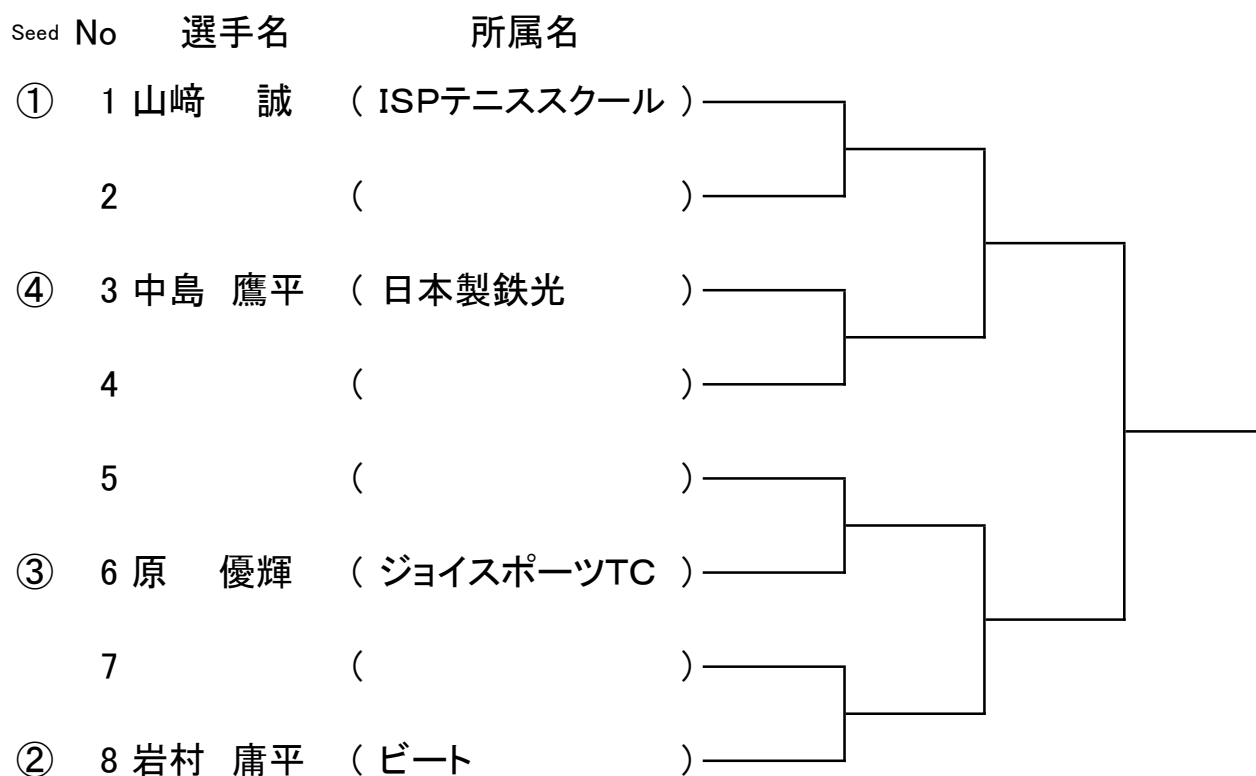 Seed No 選手名 所属名
① 1 山﨑 誠 ( ISPテニススクール )
2 ( )
④ 3 中島 鷹平 ( 日本製鉄光 )
4 ( )
5 ( )
③ 6 原 優輝 ( ジョイスポーツTC )
7 ( )
② 8 岩村 庸平 ( ビート )